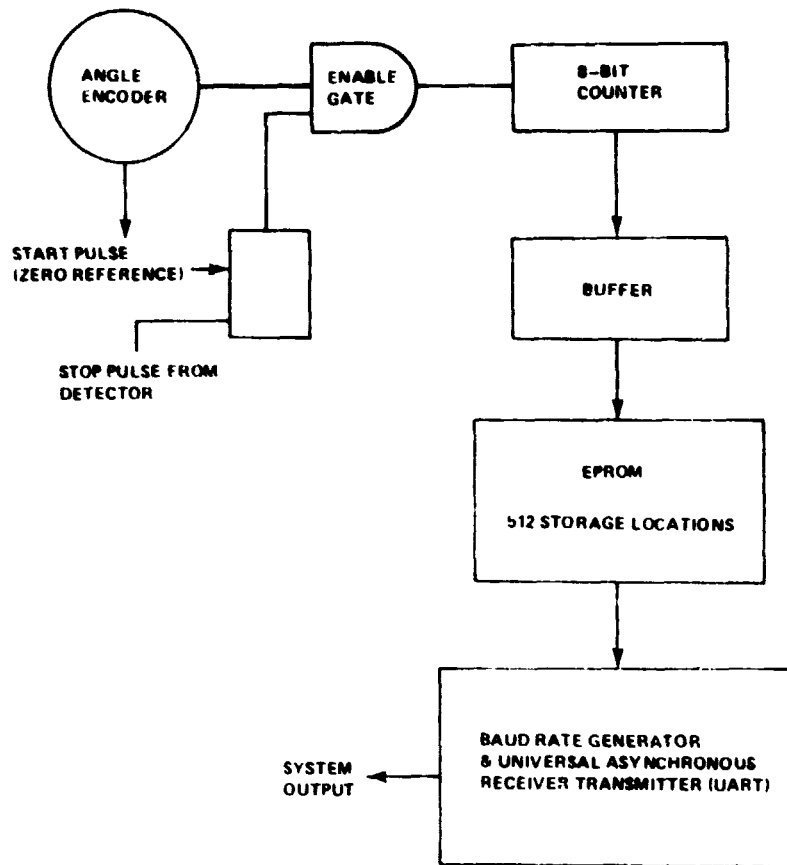 ANGLE
ENCODER
ENABLE
GATE
8-BIT
COUNTER
START PULSE
(ZERO REFERENCE)
BUFFER
STOP PULSE FROM
DETECTOR
EPROM
512 STORAGE LOCATIONS
BAUD RATE GENERATOR
& UNIVERSAL ASYNCHRONOUS
RECEIVER TRANSMITTER (UART)
SYSTEM
OUTPUT